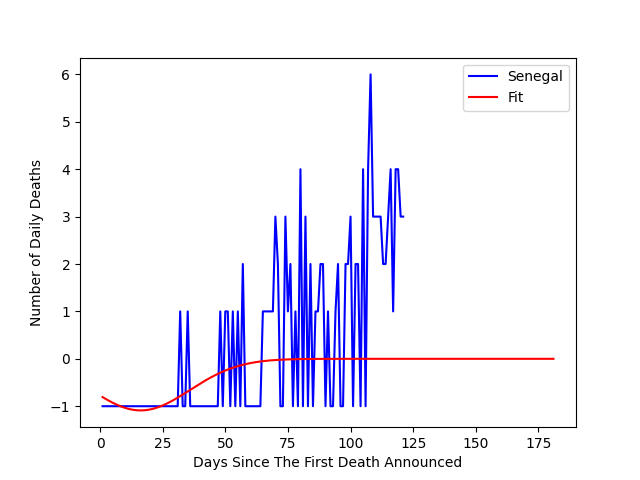 Senegal
Fit
6
5
4
3
2
1
0
−1
Number of Daily Deaths
0 25 50 75 100 125 150 175
Days Since The First Death Announced